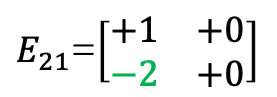 E₂₁= [+1 +0
−2 +0]